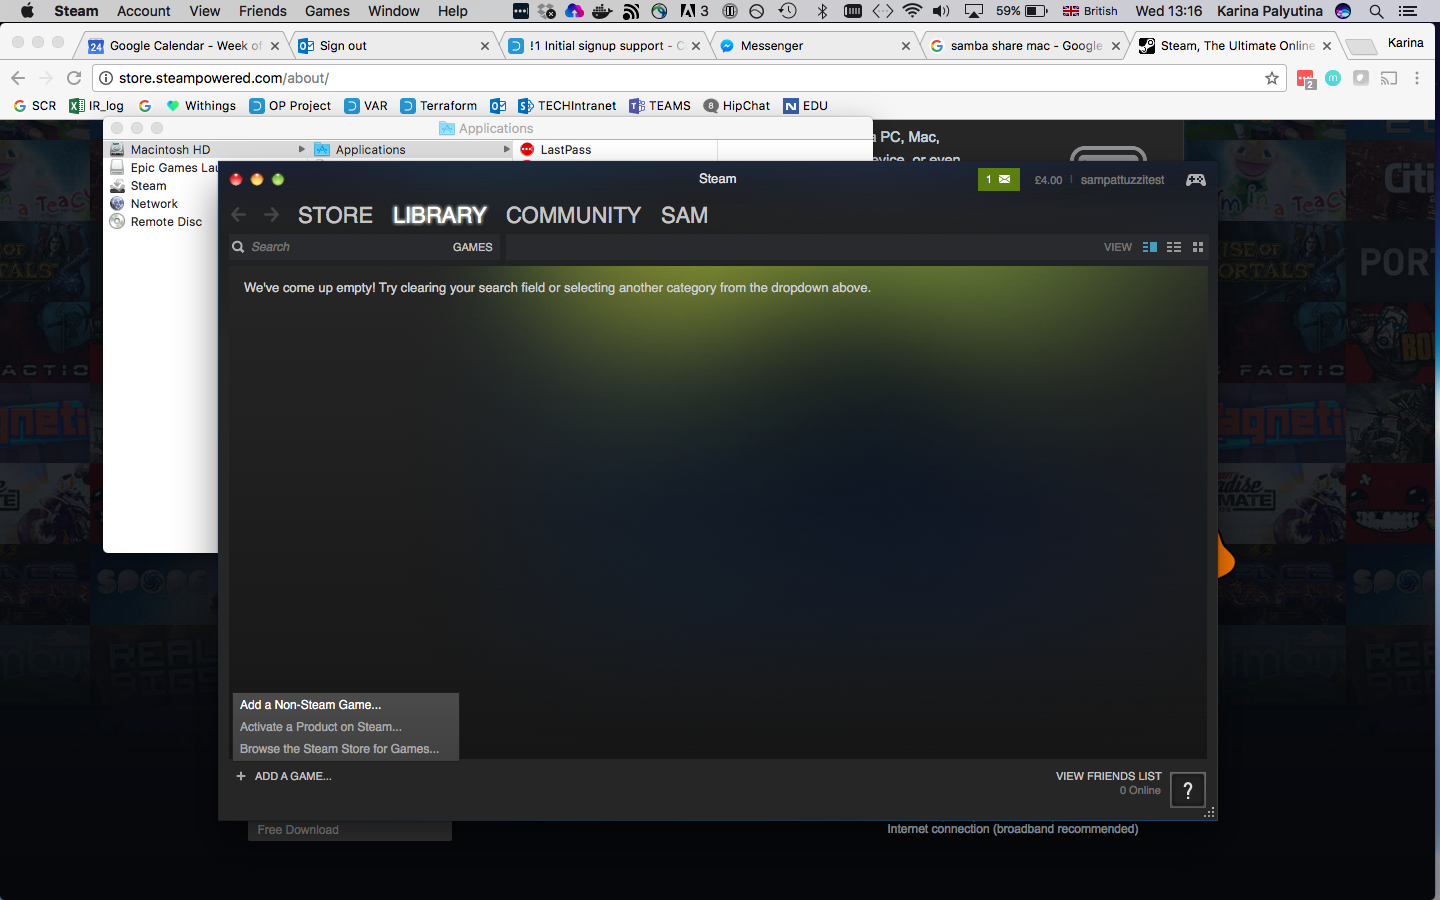 Steam Account View Friends Games Window Help 3 59% British Wed 13:16 Karina Palyutina
24 Google Calendar - Week of Sign out !1 Initial signup support - C Messenger samba share mac - Google Steam, The Ultimate Online Karina
store.steampowered.com/about/ 2 m
SCR IR_log Withings OP Project VAR Terraform TECHIntranet TEAMS HipChat EDU
Applications
Macintosh HD Applications LastPass
Epic Games Lau
Steam
Network
Remote Disc
a PC, Mac,
evice, or even
Steam 1 £4.00 sampattuzzitest
STORE LIBRARY COMMUNITY SAM
Search GAMES VIEW
We've come up empty! Try clearing your search field or selecting another category from the dropdown above.
Add a Non-Steam Game...
Activate a Product on Steam...
Browse the Steam Store for Games...
+ ADD A GAME... VIEW FRIENDS LIST
0 Online ?
Free Download
Internet connection (broadband recommended)